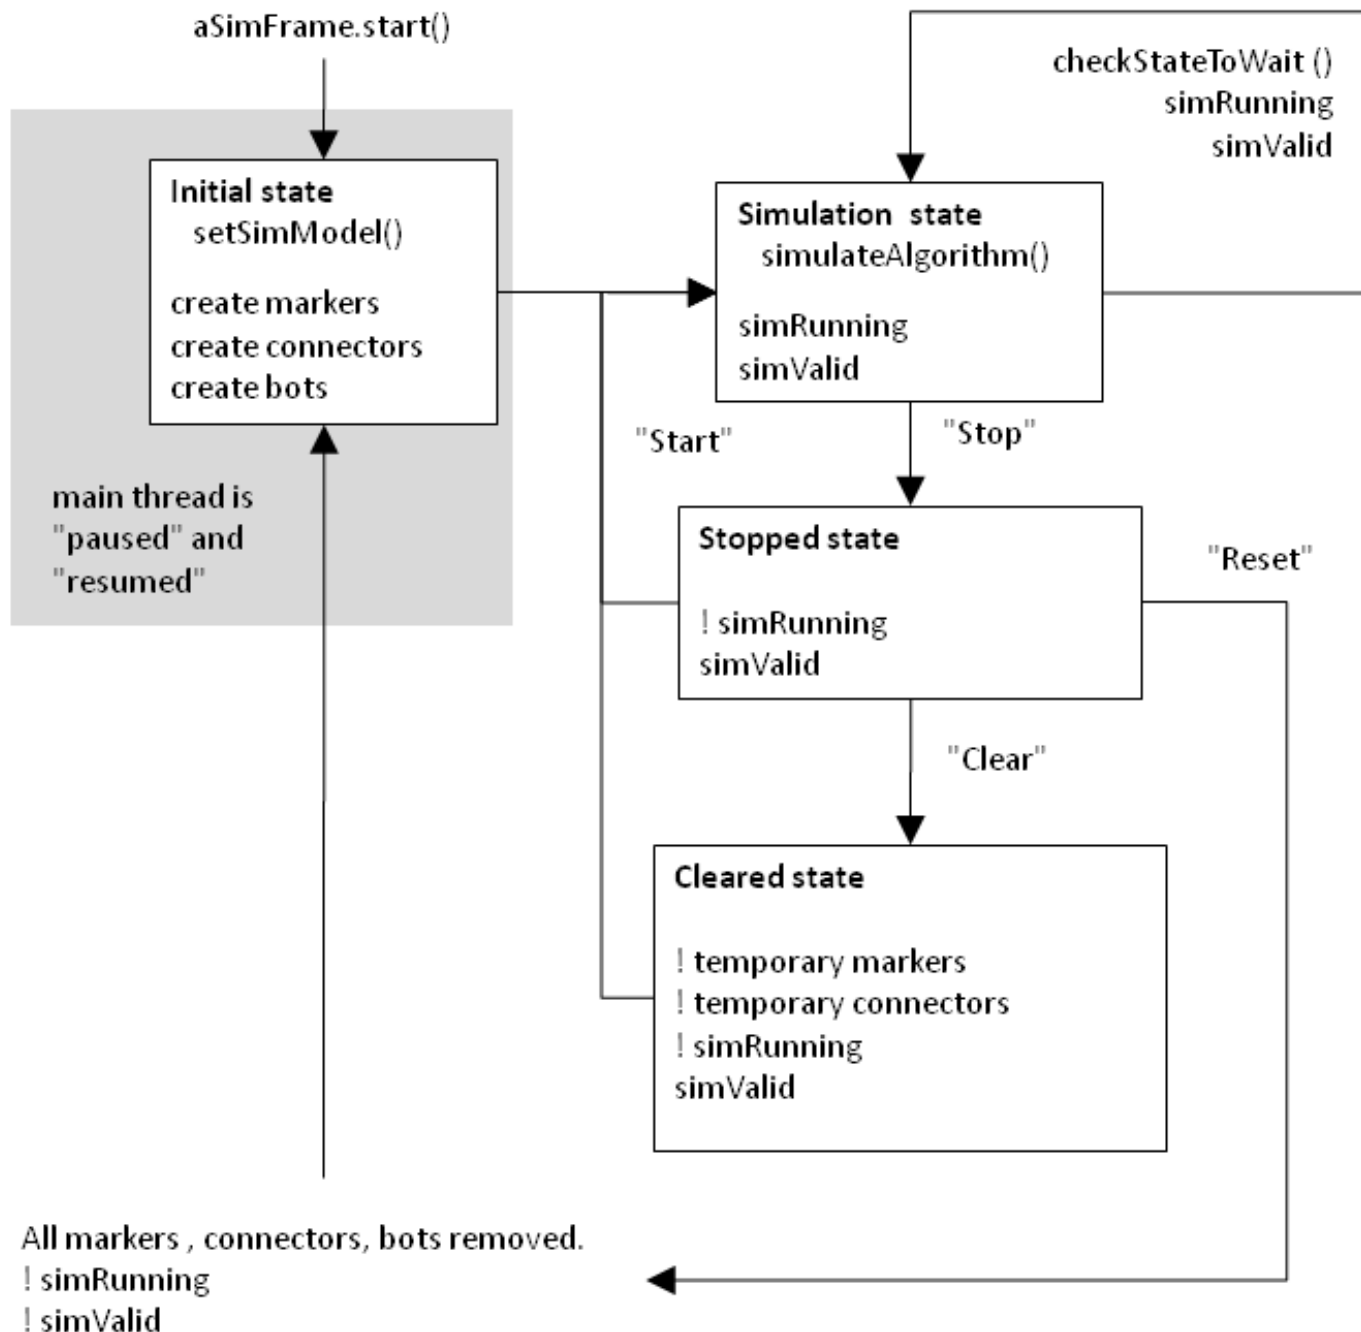 aSimFrame.start()
checkStateToWait ()
simRunning
simValid
Initial state
setSimModel()
create markers
create connectors
create bots
Simulation state
simulateAlgorithm()
simRunning
simValid
"Start"
"Stop"
main thread is
"paused" and
"resumed"
Stopped state
! simRunning
simValid
"Reset"
"Clear"
Cleared state
! temporary markers
! temporary connectors
! simRunning
simValid
All markers , connectors, bots removed.
! simRunning
! simValid